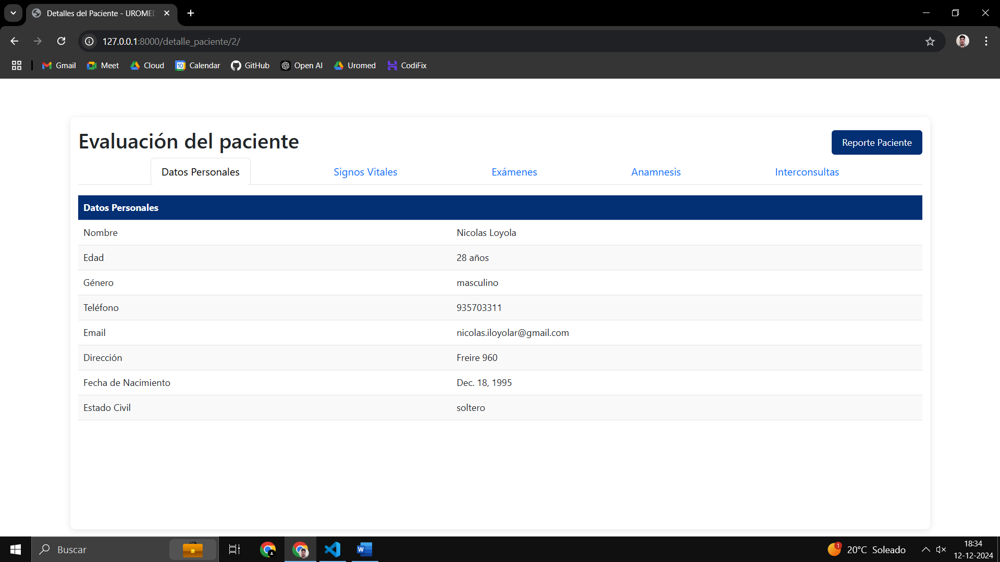 Detalles del Paciente - UROMED
127.0.0.1:8000/detalle_paciente/2/
Gmail Meet Cloud 10 Calendar GitHub Open AI Uromed CodiFix
Evaluación del paciente
Reporte Paciente
Datos Personales Signos Vitales Exámenes Anamnesis Interconsultas
Datos Personales
Nombre Nicolas Loyola
Edad 28 años
Género masculino
Teléfono 935703311
Email nicolas.iloyolar@gmail.com
Dirección Freire 960
Fecha de Nacimiento Dec. 18, 1995
Estado Civil soltero
Buscar
W
1
20°C Soleado
18:34
12-12-2024